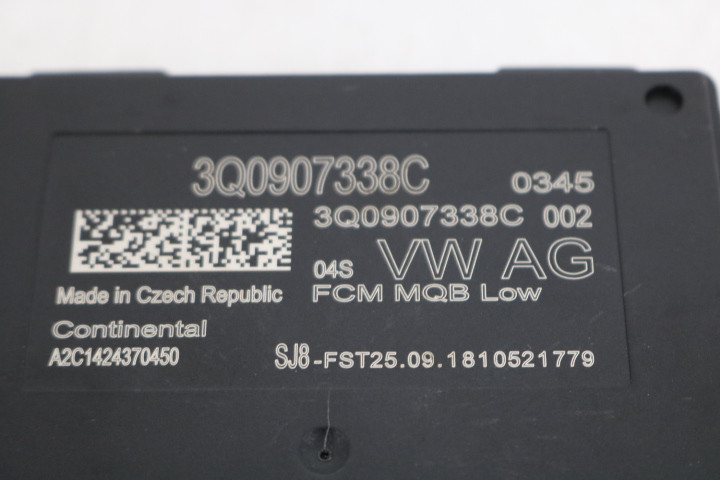 3Q0907338C 0345
3Q0907338C 002
04S VW AG
Made in Czech Republic FCM MQB Low
Continental
A2C1424370450 SJ8-FST25.09.1810521779